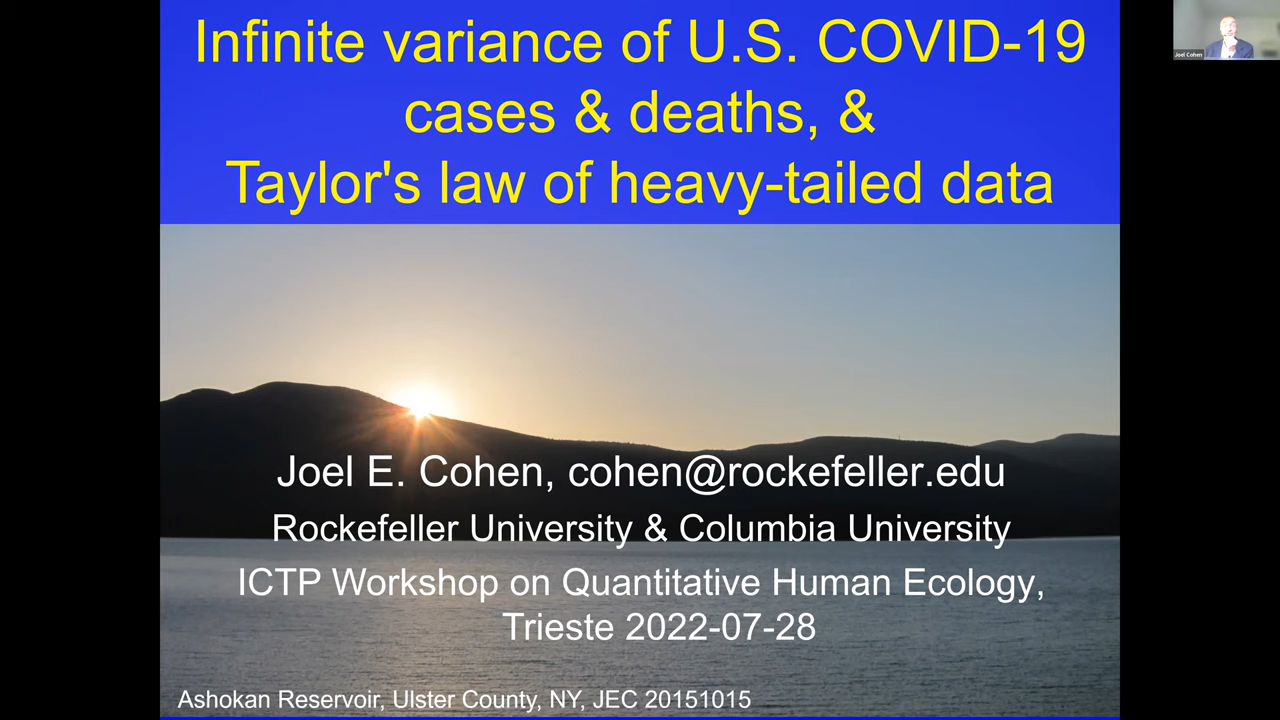 Infinite variance of U.S. COVID-19
cases & deaths, &
Taylor's law of heavy-tailed data
Joel E. Cohen, cohen@rockefeller.edu
Rockefeller University & Columbia University
ICTP Workshop on Quantitative Human Ecology,
Trieste 2022-07-28
Ashokan Reservoir, Ulster County, NY, JEC 20151015
Joel Cohen